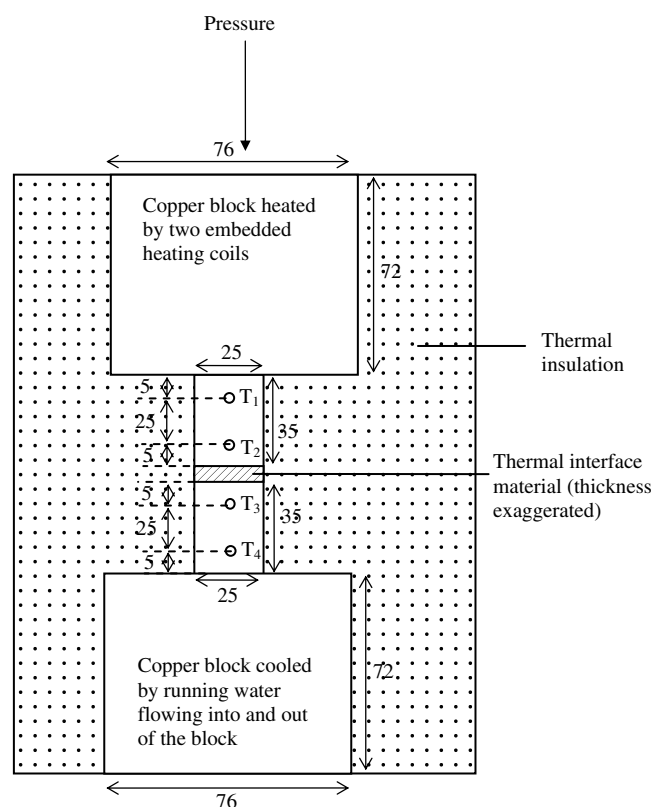 Pressure
76
Copper block heated
by two embedded
heating coils
72
Thermal
insulation
25
5
T1
25
35
T2
5
Thermal interface
material (thickness
exaggerated)
5
T3
35
25
T4
5
25
Copper block cooled
by running water
flowing into and out
of the block
72
76